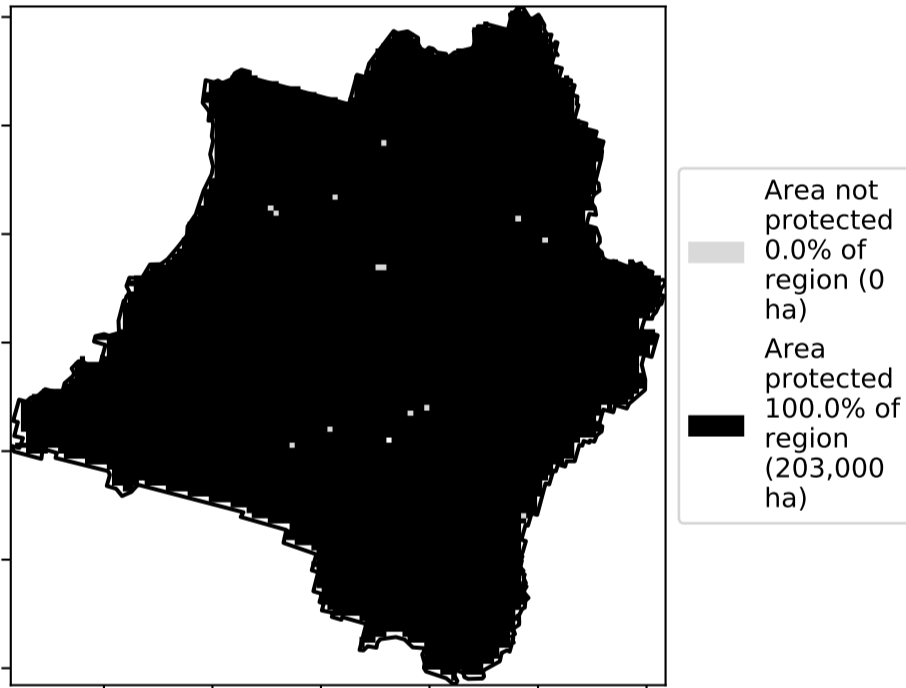 Area not
protected
0.0% of
region (0
ha)
Area
protected
100.0% of
region
(203,000
ha)